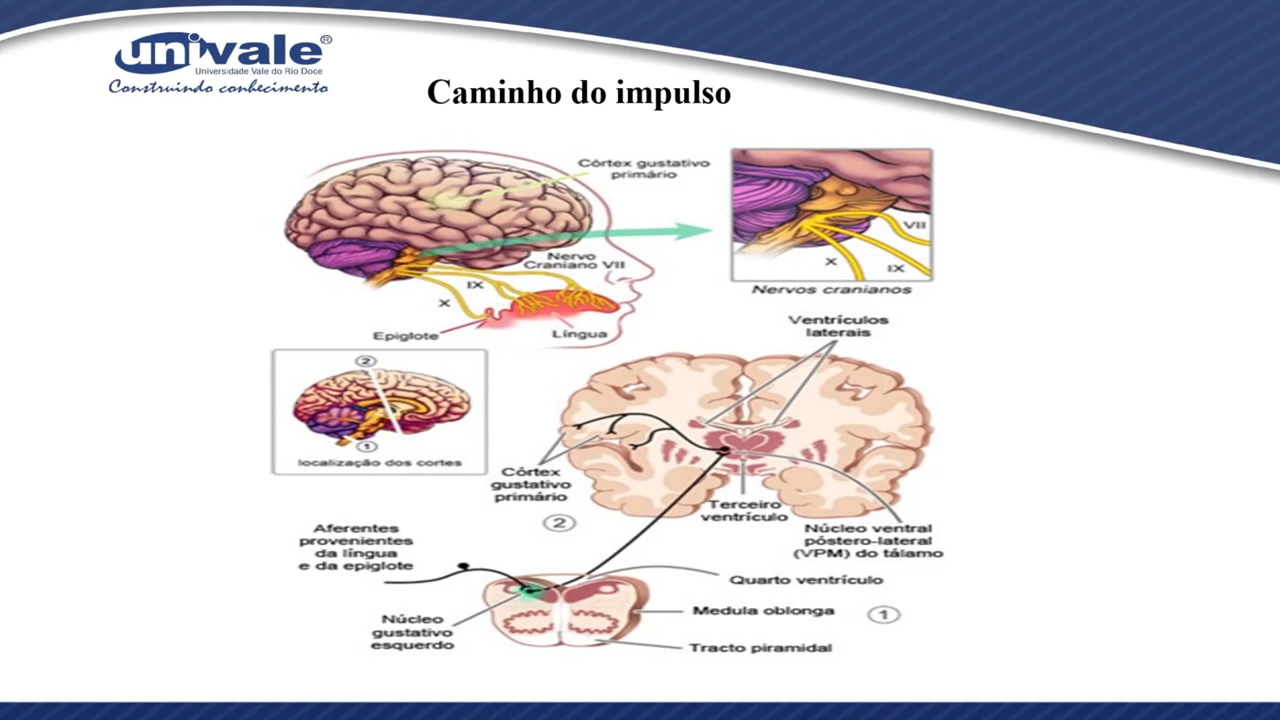 univale®
Universidade Vale do Rio Doce
Construindo conhecimento
Caminho do impulso
Córtex gustativo
primário
Nervo
Craniano VII
IX
X
Epiglote
Língua
VII
X
IX
Nervos cranianos
Ventrículos
laterais
2
1
localização dos cortes
Córtex
gustativo
primário
2
Terceiro
ventrículo
Núcleo ventral
póstero-lateral
(VPM) do tálamo
Aferentes
provenientes
da língua
e da epiglote
Núcleo
gustativo
esquerdo
Quarto ventrículo
Medula oblonga
1
Tracto piramidal